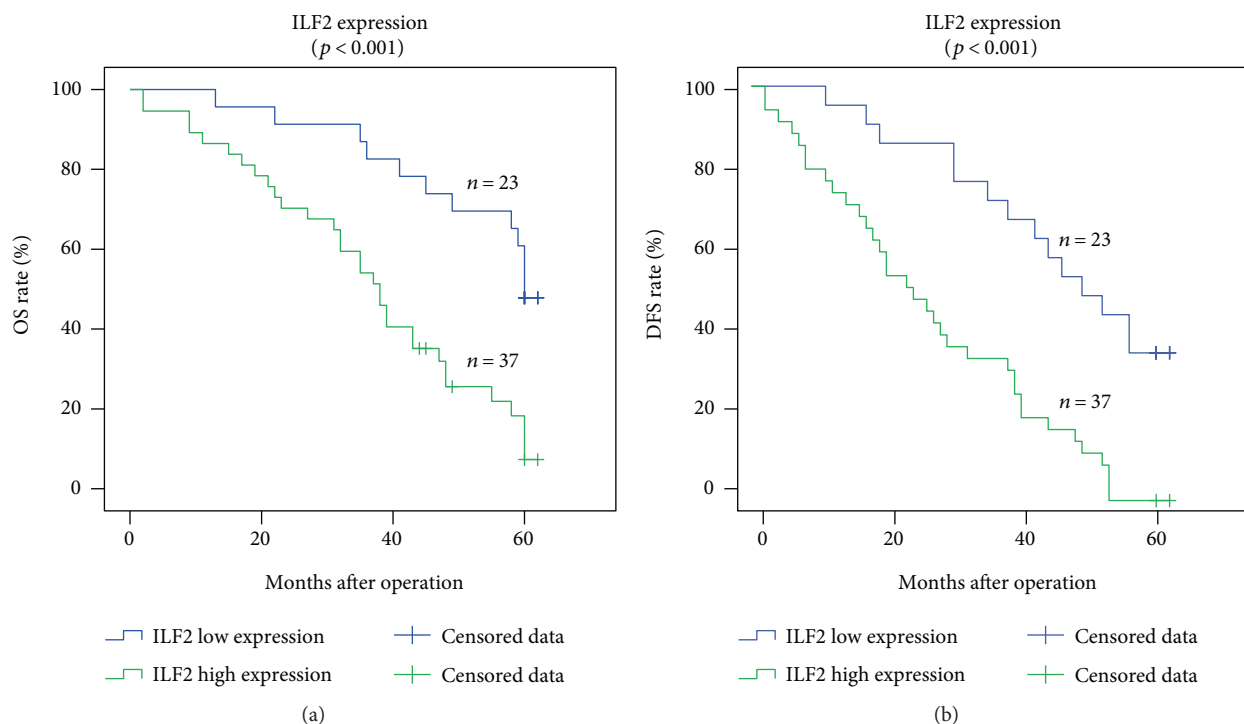 ILF2 expression
(p < 0.001)
100
80
60
40
20
0
OS rate (%)
n = 23
n = 37
0 20 40 60
Months after operation
ILF2 low expression Censored data
ILF2 high expression Censored data
(a)
ILF2 expression
(p < 0.001)
100
80
60
40
20
0
DFS rate (%)
n = 23
n = 37
0 20 40 60
Months after operation
ILF2 low expression Censored data
ILF2 high expression Censored data
(b)